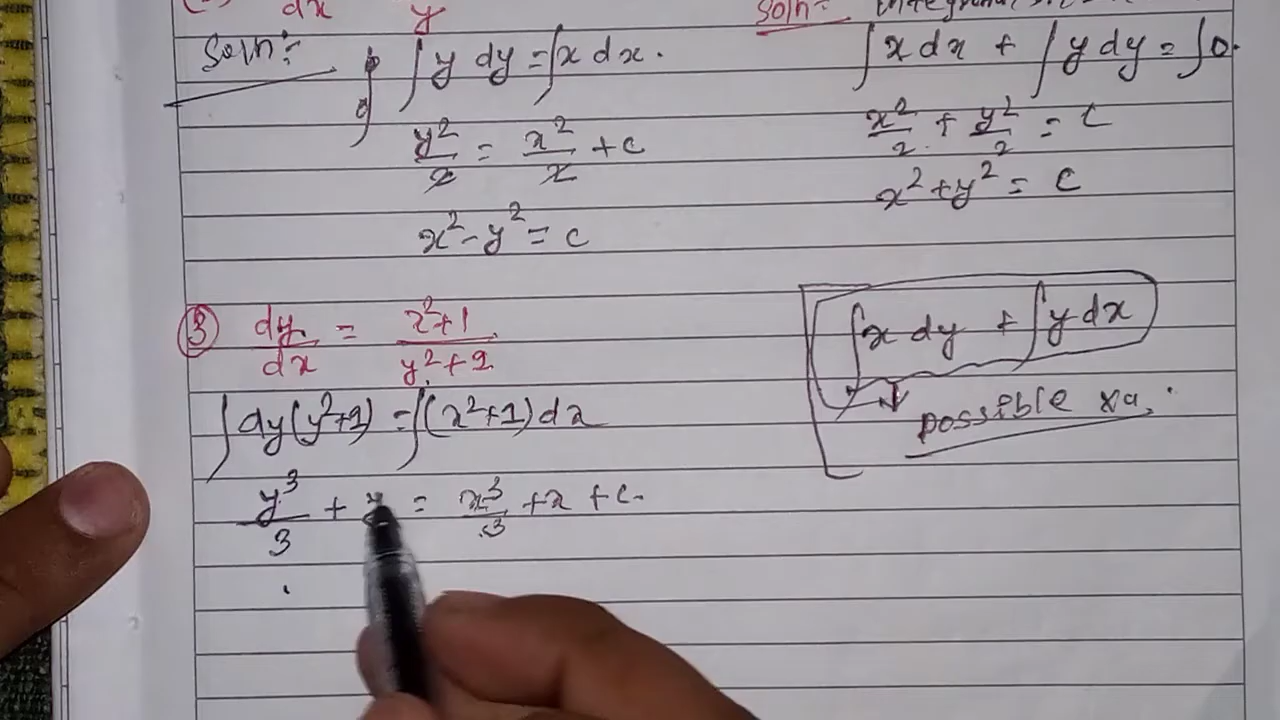 dx y
Soln:
∫ y dy = ∫ x dx.
y²/2 = x²/2 + c
x² - y² = c
Soln:
∫ x dx + ∫ y dy = ∫ 0.
x²/2 + y²/2 = C
x² + y² = C
③ dy/dx = x²+1/y²+2
∫ dy(y²+1) = ∫ (x²+1) dx
y³/3 + y = x³/3 + x + c.
∫ x dy + ∫ y dx
possible